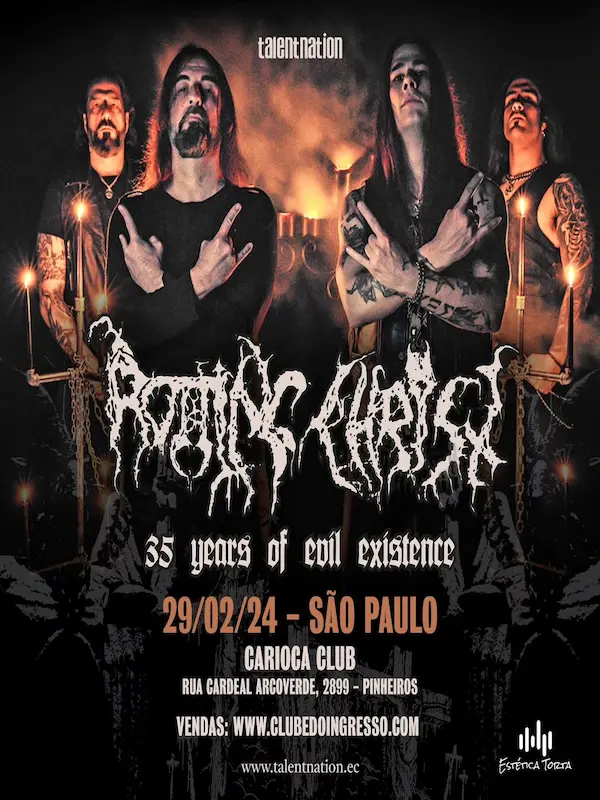 talentnation
ROTTING CHRIST
35 years of evil existence
29/02/24 - SÃO PAULO
CARIOCA CLUB
RUA CARDEAL ARCOVERDE, 2899 - PINHEIROS
VENDAS: WWW.CLUBEDOINGRESSO.COM
www.talentnation.ec
ESTÉTICA TORTA